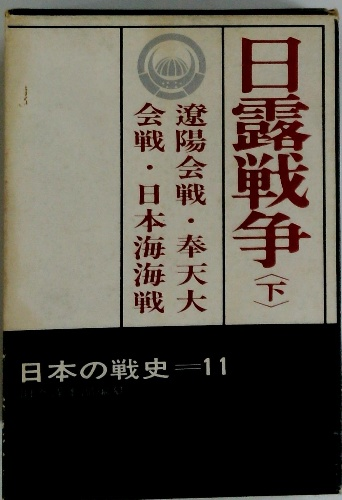 日露戦争〈下〉
遼陽会戦・奉天大
会戦・日本海海戦
日本の戦史=11